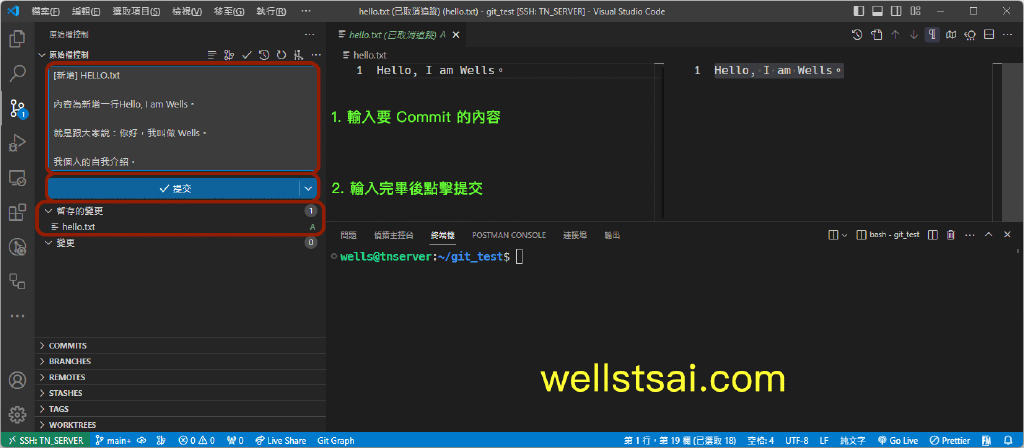 檔案(F) 編輯(E) 選取項目(S) 檢視(V) 移至(G) 執行(R) ... hello.txt (已取消追蹤) (hello.txt) - git_test [SSH: TN_SERVER] - Visual Studio Code
原始檔控制
原始檔控制
[新增] HELLO.txt
內容為新增一行Hello, I am Wells。
就是跟大家說：你好，我叫做 Wells。
我個人的自我介紹。
提交
暫存的變更 1
hello.txt A
變更 0
COMMITS
BRANCHES
REMOTES
STASHES
TAGS
WORKTREES
hello.txt (已取消追蹤) A
hello.txt
1 Hello, I am Wells。
1 Hello, I am Wells。
1. 輸入要 Commit 的內容
2. 輸入完畢後點擊提交
問題 偵錯主控台 終端機 POSTMAN CONSOLE 連接埠 輸出 bash - git_test
wells@tnserver:~/git_test$
wellstsai.com
1
SSH: TN_SERVER main+ 0 0 0 Live Share Git Graph 第 1 行，第 19 欄 (已選取 18) 空格: 4 UTF-8 LF 純文字 Go Live Prettier